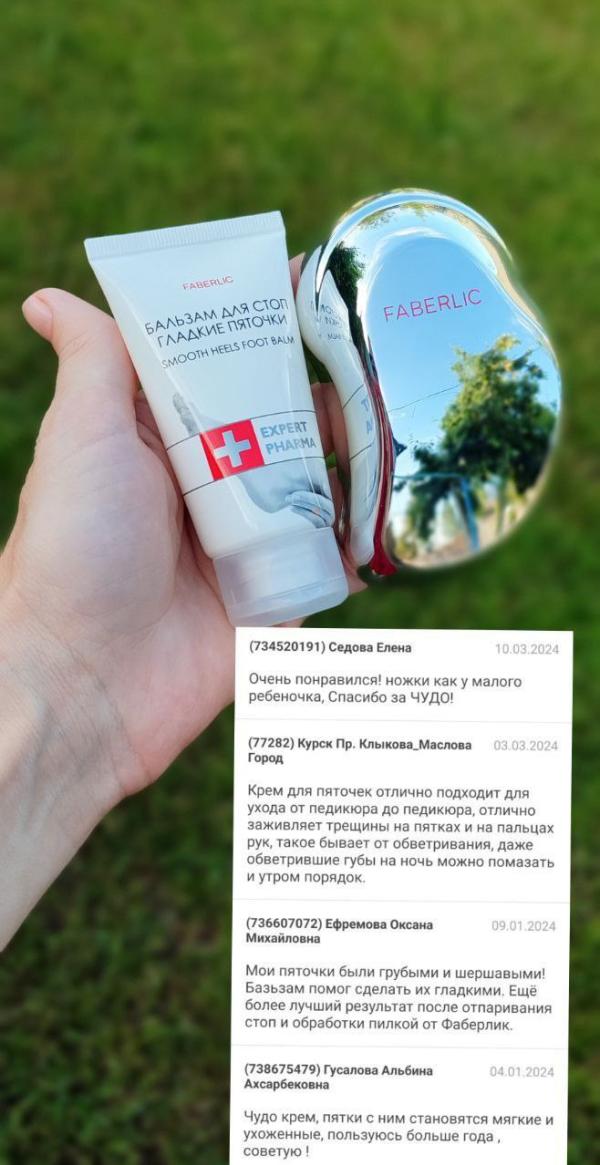 FABERLIC
БАЛЬЗАМ ДЛЯ СТОП
ГЛАДКИЕ ПЯТОЧКИ
SMOOTH HEELS FOOT BALM
EXPERT
PHARMA
FABERLIC
(734520191) Седова Елена 10.03.2024
Очень понравился! ножки как у малого
ребеночка, Спасибо за ЧУДО!
(77282) Курск Пр. Клыкова_Маслова 03.03.2024
Город
Крем для пяточек отлично подходит для
ухода от педикюра до педикюра, отлично
заживляет трещины на пятках и на пальцах
рук, такое бывает от обветривания, даже
обветрившие губы на ночь можно помазать
и утром порядок.
(736607072) Ефремова Оксана 09.01.2024
Михайловна
Мои пяточки были грубыми и шершавыми!
Базьзам помог сделать их гладкими. Ещё
более лучший результат после отпаривания
стоп и обработки пилкой от Фаберлик.
(738675479) Гусалова Альбина 04.01.2024
Ахсарбековна
Чудо крем, пятки с ним становятся мягкие и
ухоженные, пользуюсь больше года ,
советую !